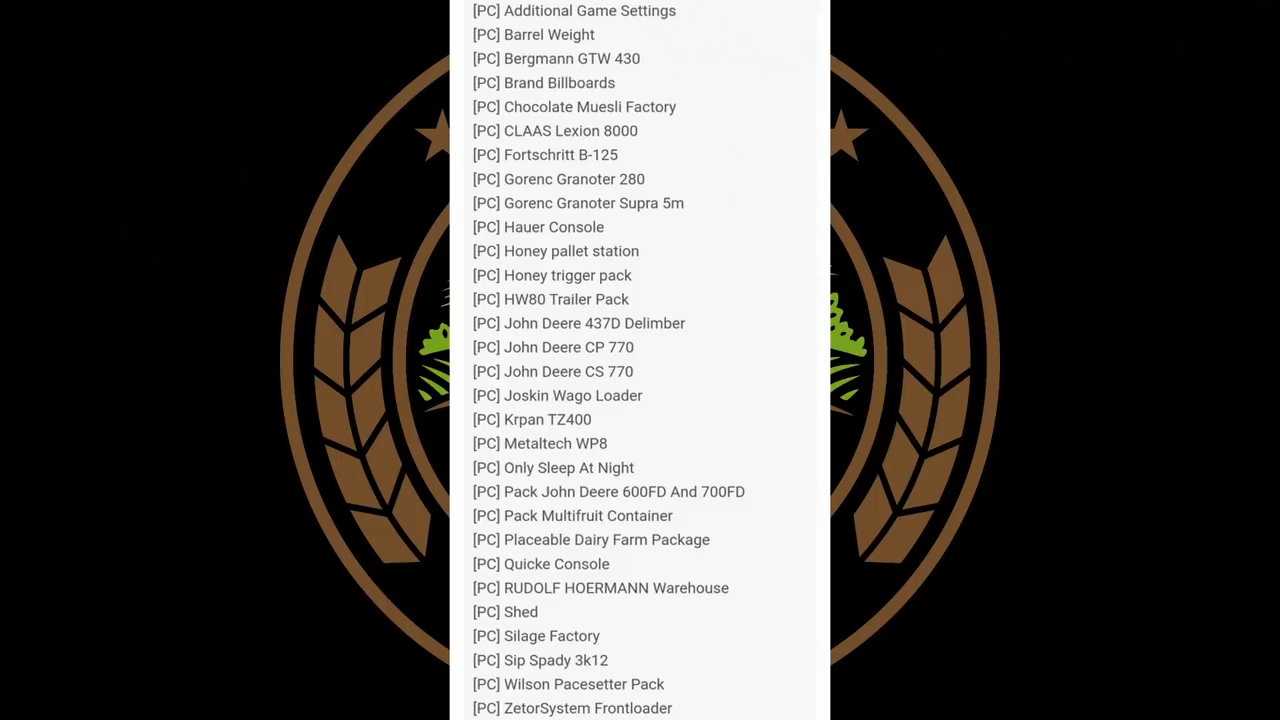 [PC] Additional Game Settings
[PC] Barrel Weight
[PC] Bergmann GTW 430
[PC] Brand Billboards
[PC] Chocolate Muesli Factory
[PC] CLAAS Lexion 8000
[PC] Fortschritt B-125
[PC] Gorenc Granoter 280
[PC] Gorenc Granoter Supra 5m
[PC] Hauer Console
[PC] Honey pallet station
[PC] Honey trigger pack
[PC] HW80 Trailer Pack
[PC] John Deere 437D Delimber
[PC] John Deere CP 770
[PC] John Deere CS 770
[PC] Joskin Wago Loader
[PC] Krpan TZ400
[PC] Metaltech WP8
[PC] Only Sleep At Night
[PC] Pack John Deere 600FD And 700FD
[PC] Pack Multifruit Container
[PC] Placeable Dairy Farm Package
[PC] Quicke Console
[PC] RUDOLF HOERMANN Warehouse
[PC] Shed
[PC] Silage Factory
[PC] Sip Spady 3k12
[PC] Wilson Pacesetter Pack
[PC] ZetorSystem Frontloader